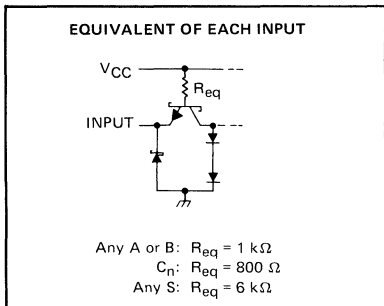 EQUIVALENT OF EACH INPUT
VCC
Req
INPUT
Any A or B: Req = 1 kΩ
Cn: Req = 800 Ω
Any S: Req = 6 kΩ